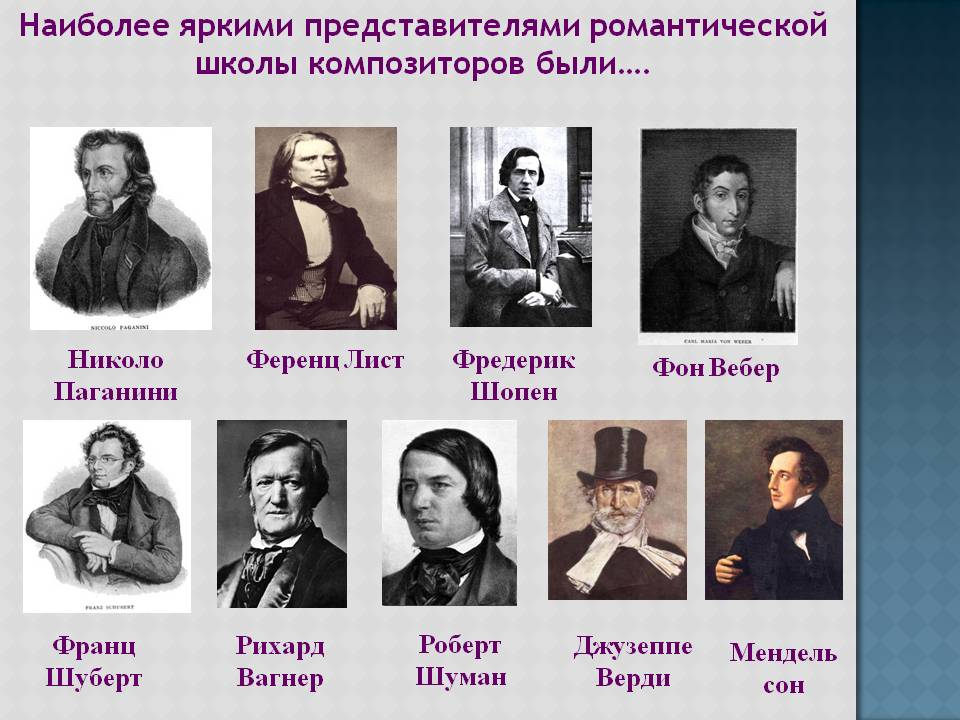 Наиболее яркими представителями романтической
школы композиторов были….
NICCOLO PAGANINI
CARL MARIA VON WEBER
Николо
Паганини
Ференц Лист
Фредерик
Шопен
Фон Вебер
FRANZ SCHUBERT
Франц
Шуберт
Рихард
Вагнер
Роберт
Шуман
Джузеппе
Верди
Мендель
сон